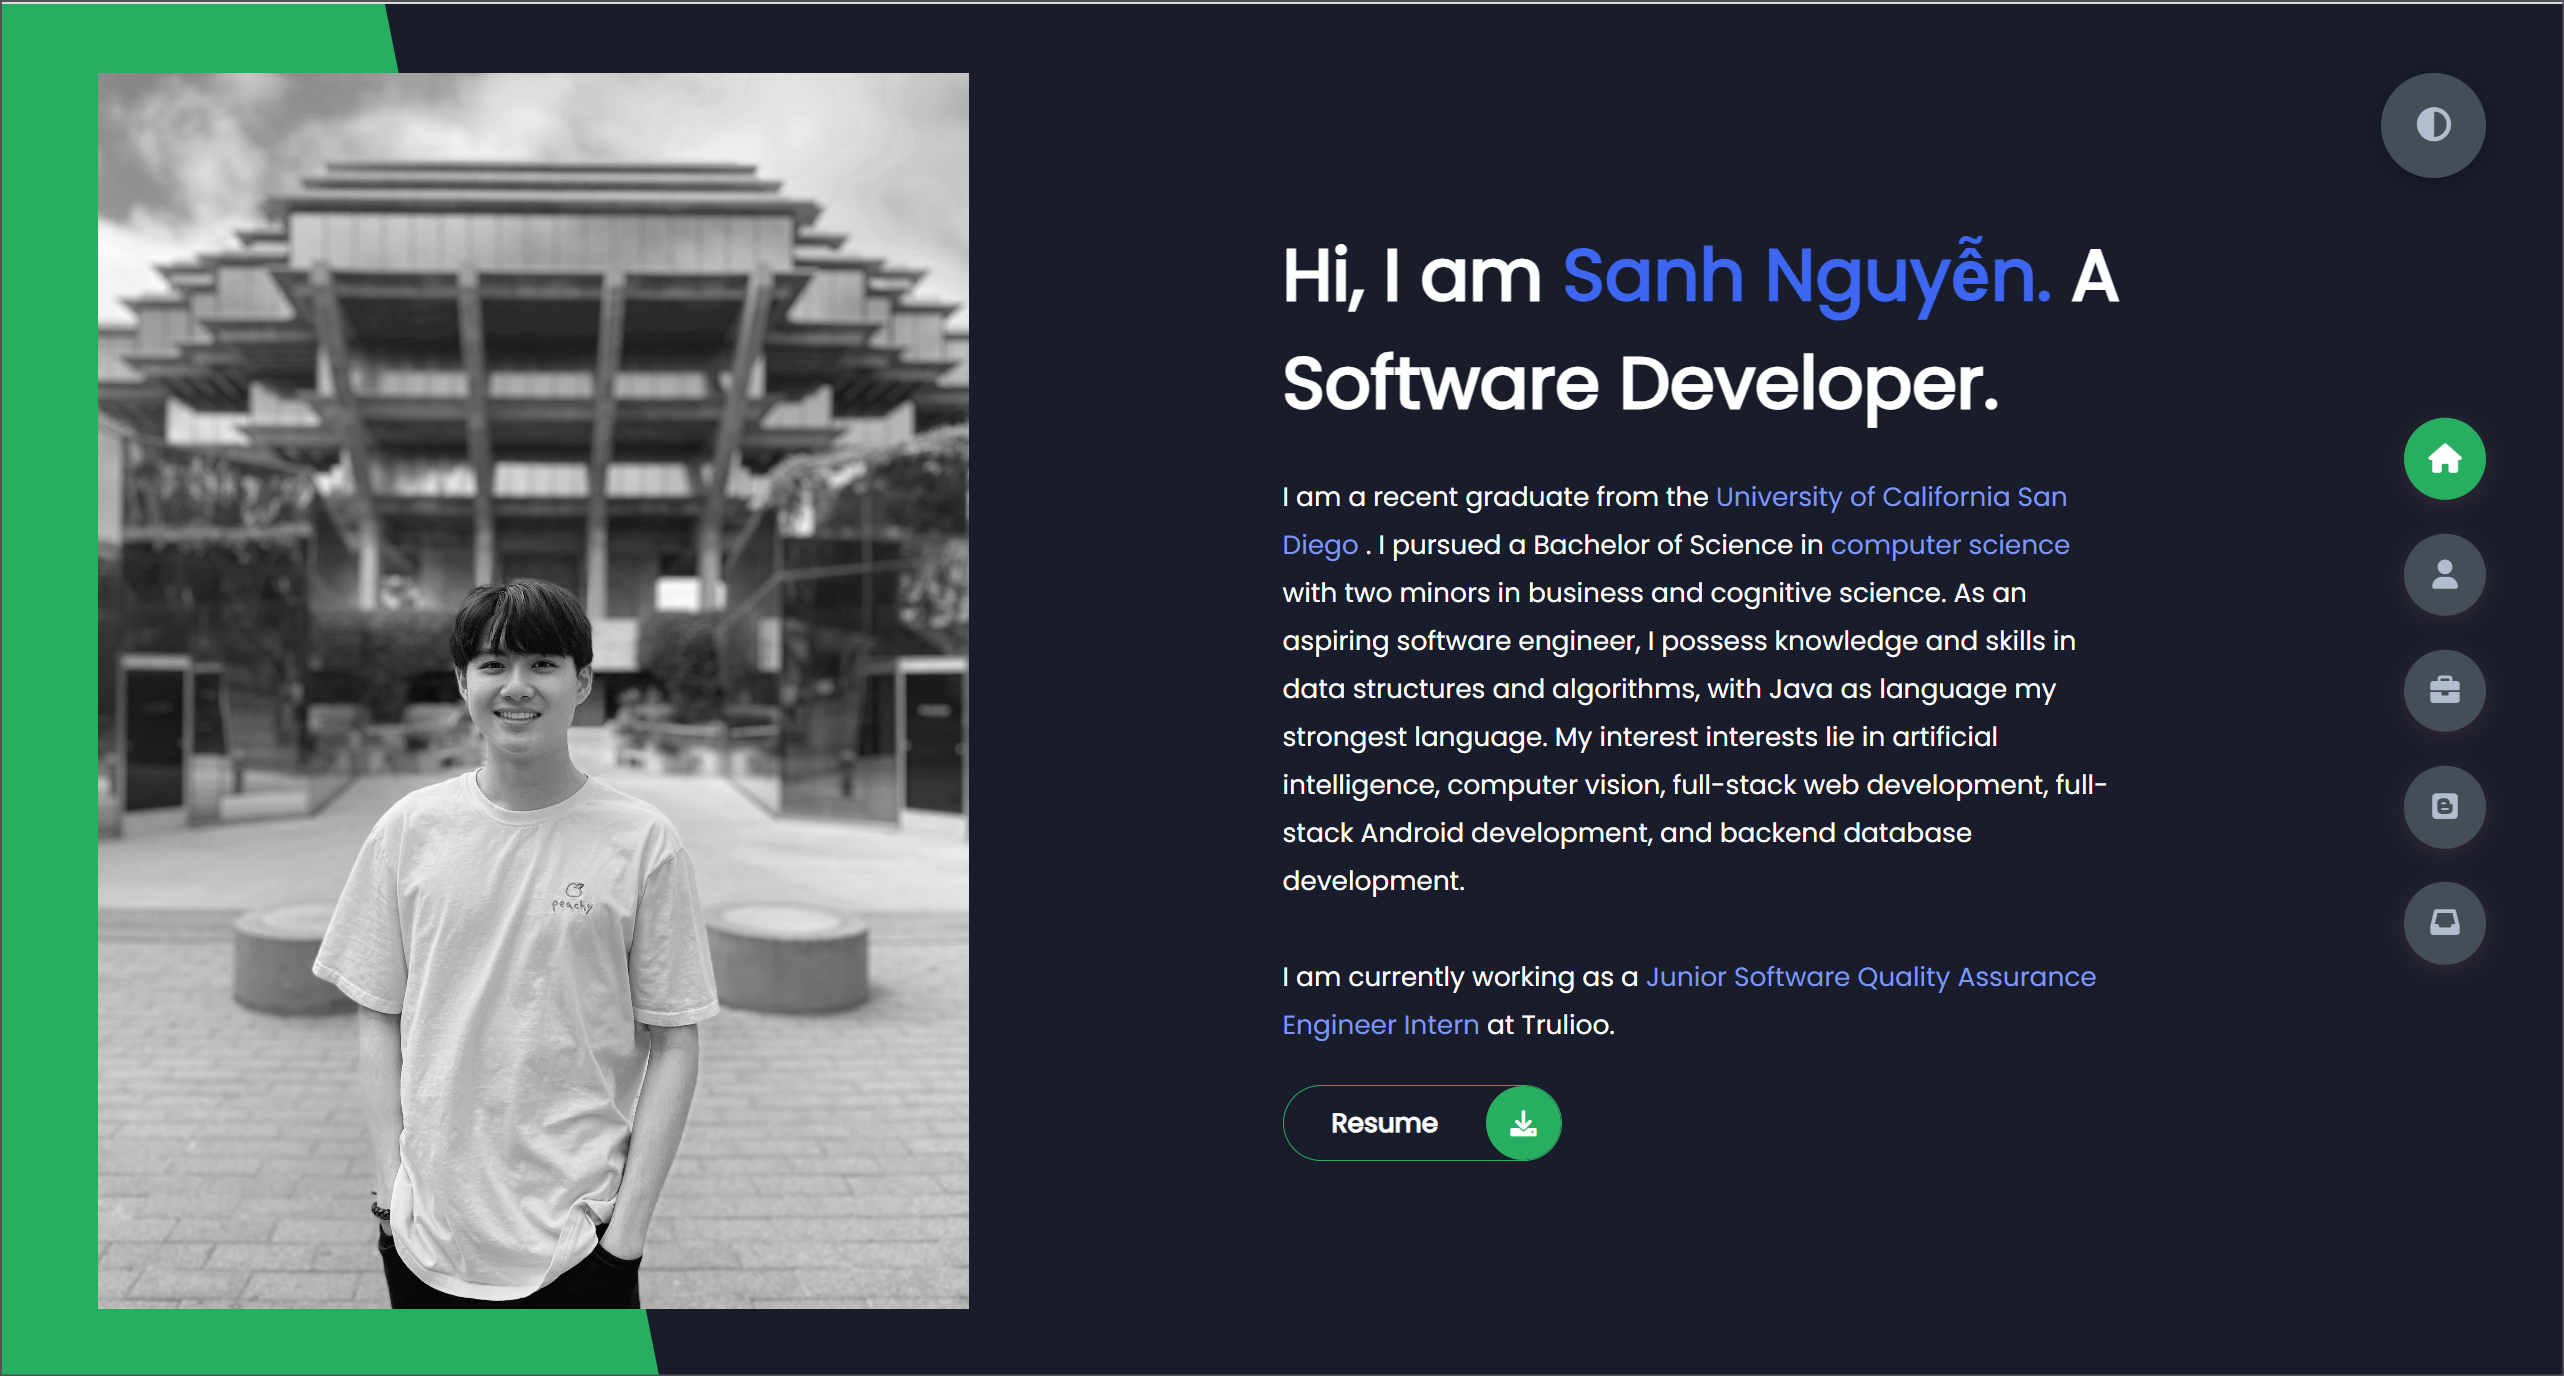 Hi, I am Sanh Nguyễn. A
Software Developer.
I am a recent graduate from the University of California San
Diego . I pursued a Bachelor of Science in computer science
with two minors in business and cognitive science. As an
aspiring software engineer, I possess knowledge and skills in
data structures and algorithms, with Java as language my
strongest language. My interest interests lie in artificial
intelligence, computer vision, full-stack web development, full-
stack Android development, and backend database
development.
I am currently working as a Junior Software Quality Assurance
Engineer Intern at Trulioo.
Resume
peachy